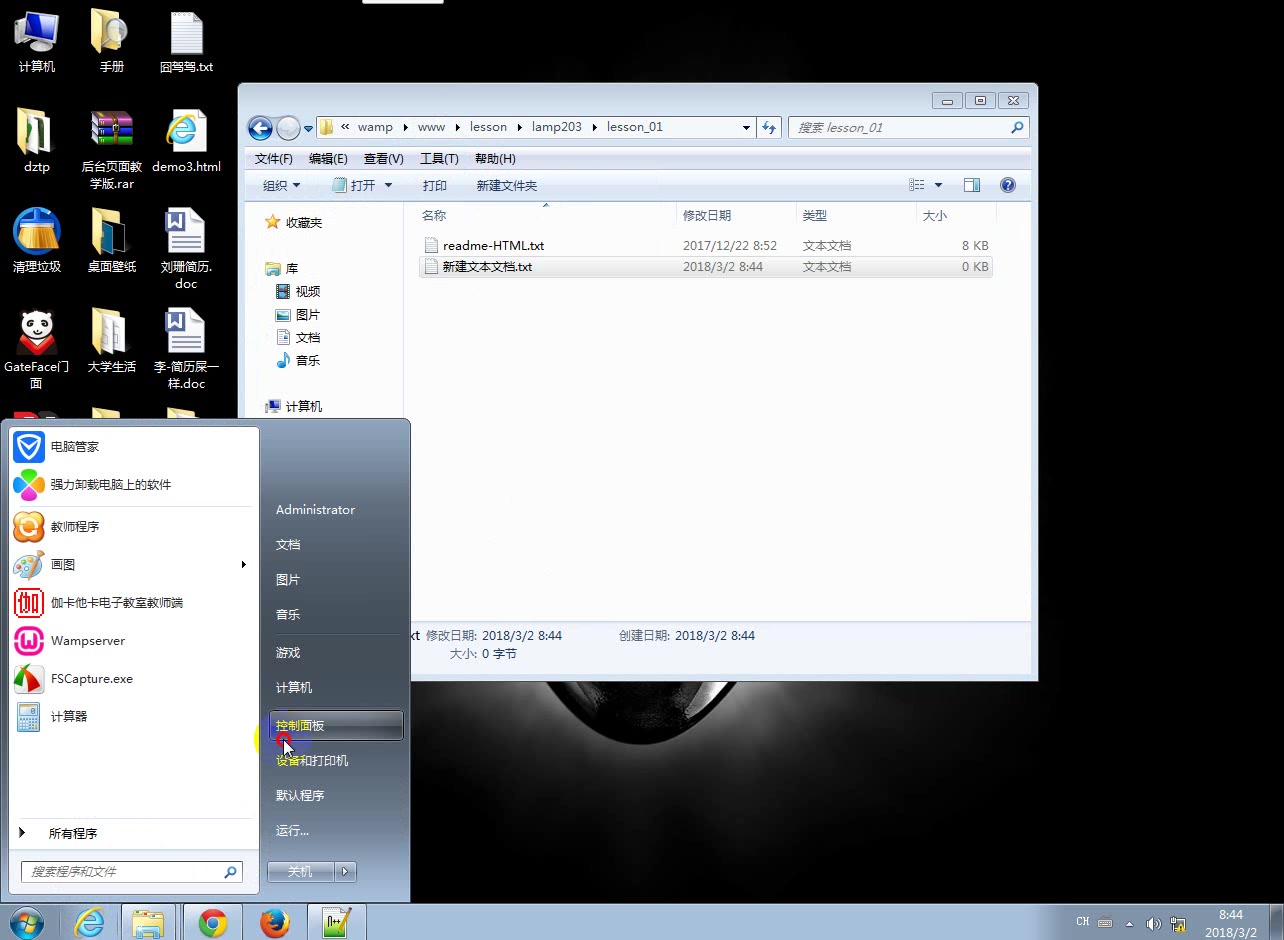 计算机
手册
囧驾驾.txt
dztp
后台页面教
学版.rar
demo3.html
清理垃圾
桌面壁纸
刘珊简历.
doc
GateFace门
面
大学生活
李-简历屎一
样.doc
« wamp www lesson lamp203 lesson_01
搜索 lesson_01
文件(F) 编辑(E) 查看(V) 工具(T) 帮助(H)
组织 打开 打印 新建文件夹
收藏夹
库
视频
图片
文档
音乐
计算机
名称 修改日期 类型 大小
readme-HTML.txt 2017/12/22 8:52 文本文档 8 KB
新建文本文档.txt 2018/3/2 8:44 文本文档 0 KB
xt 修改日期: 2018/3/2 8:44 创建日期: 2018/3/2 8:44
大小: 0 字节
电脑管家
强力卸载电脑上的软件
教师程序
画图
伽卡他卡电子教室教师端
Wampserver
FSCapture.exe
计算器
所有程序
搜索程序和文件
Administrator
文档
图片
音乐
游戏
计算机
控制面板
设备和打印机
默认程序
运行...
关机
CH
8:44
2018/3/2